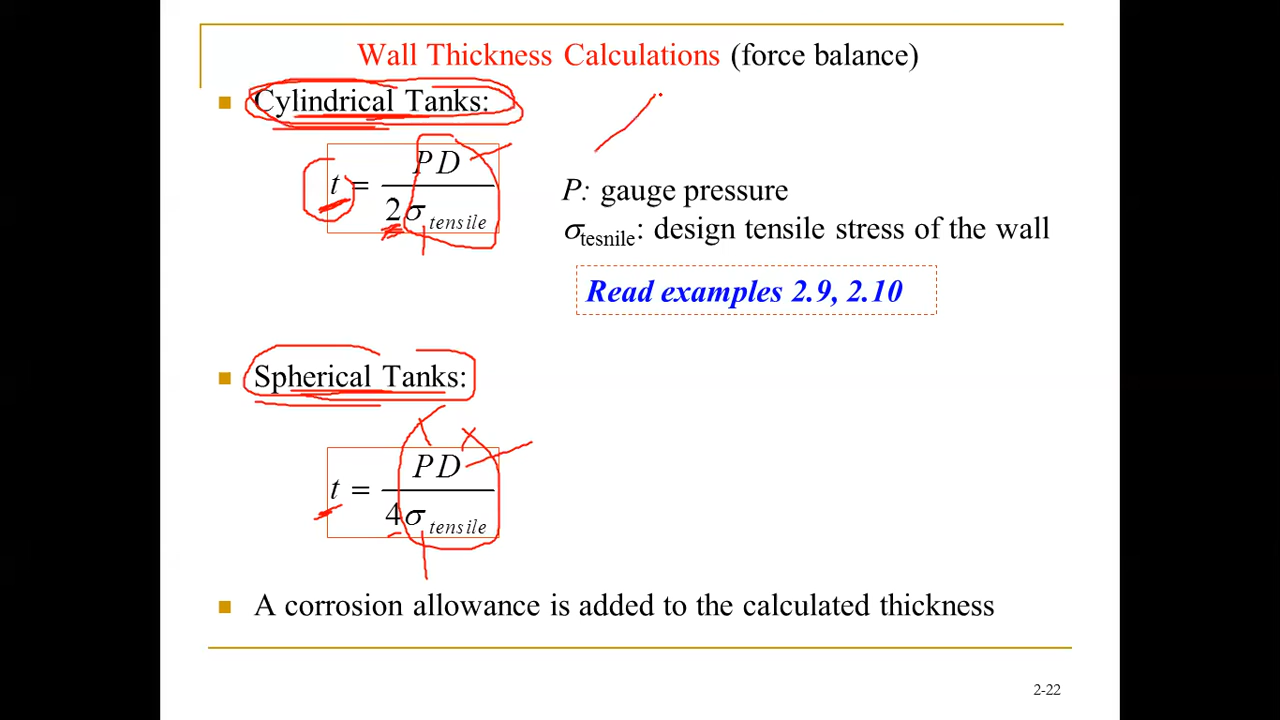 Wall Thickness Calculations (force balance)
■ Cylindrical Tanks:
t = PD / 2σ_tensile
P: gauge pressure
σ_tesnile: design tensile stress of the wall
Read examples 2.9, 2.10
■ Spherical Tanks:
t = PD / 4σ_tensile
■ A corrosion allowance is added to the calculated thickness
2-22